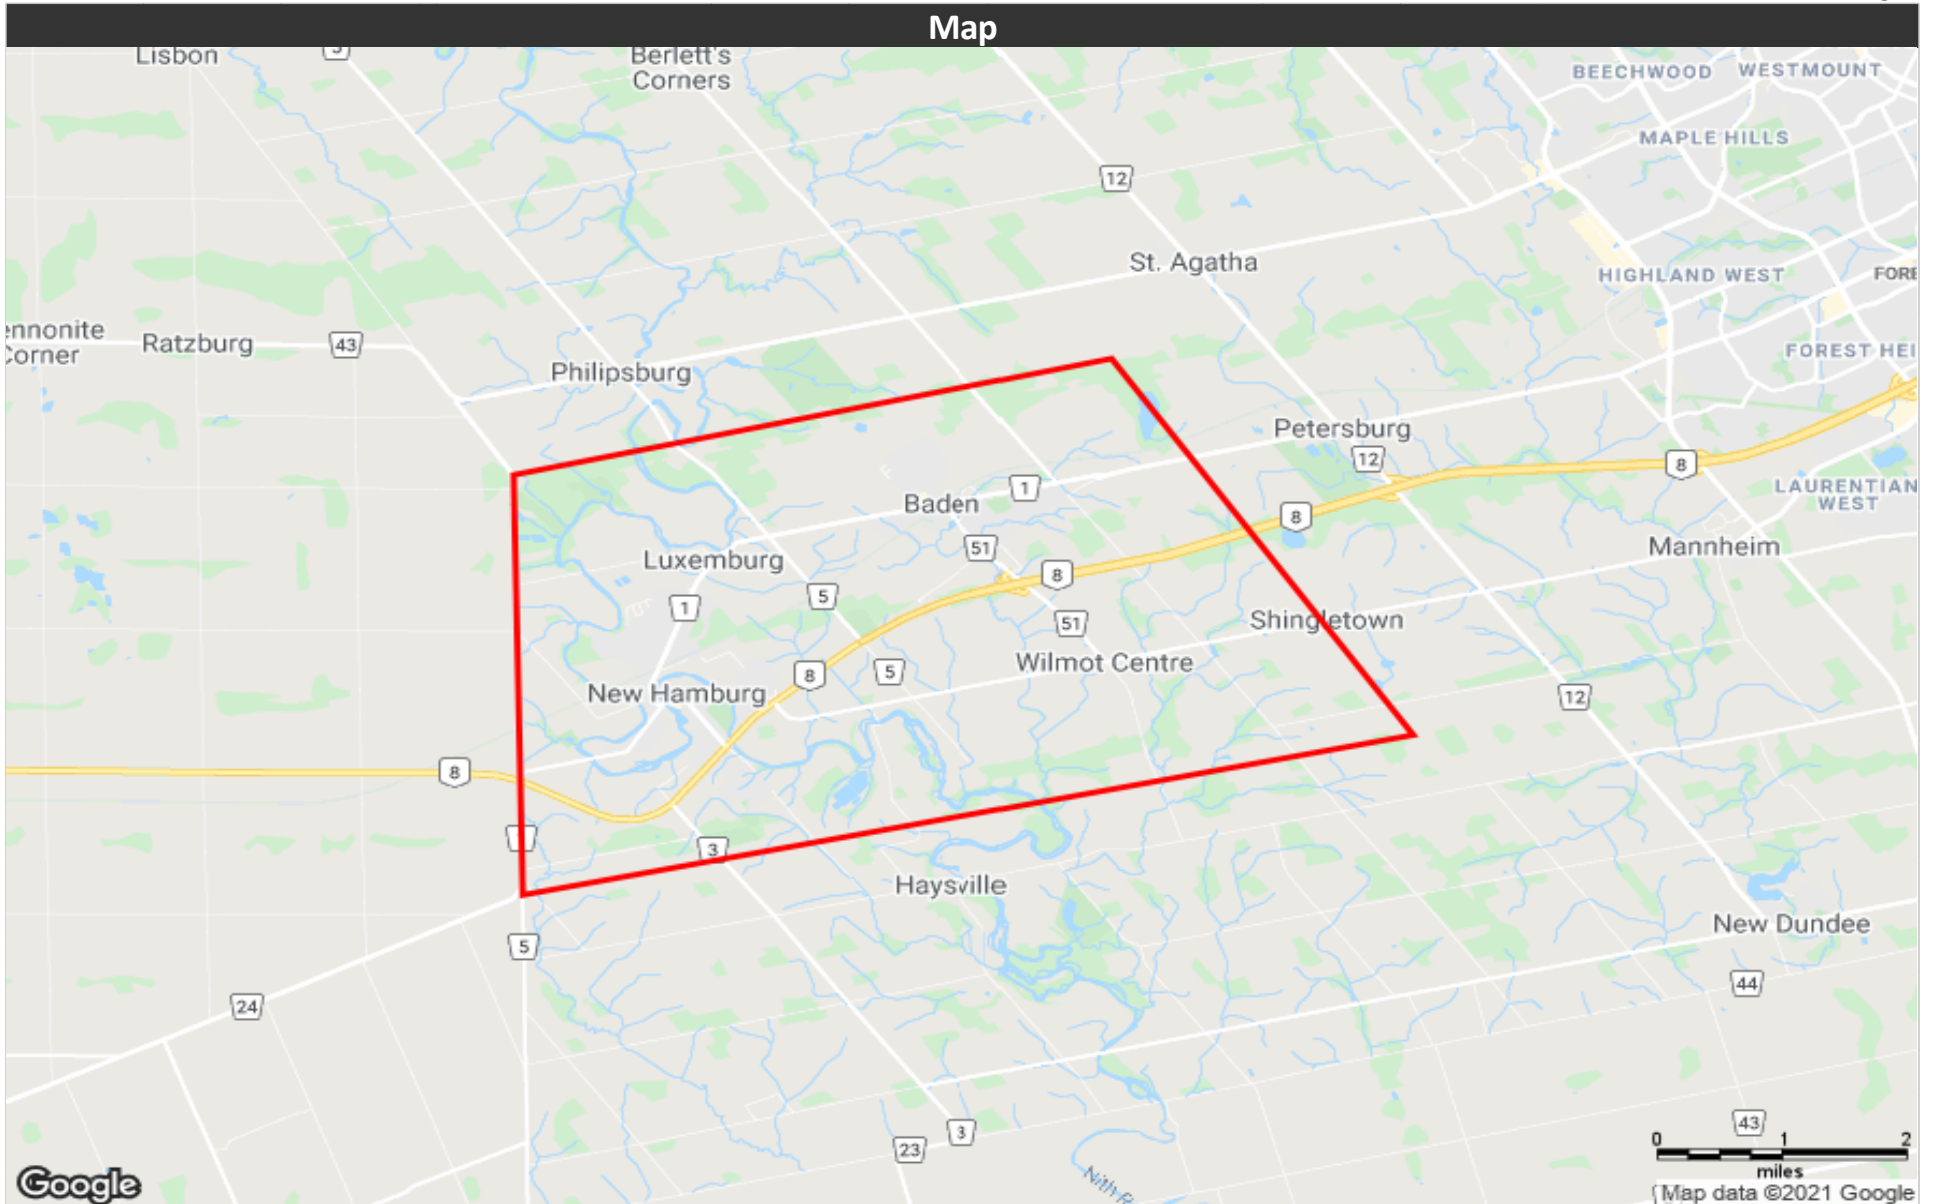 Map
Lisbon
Berlett's
Corners
BEECHWOOD
WESTMOUNT
MAPLE HILLS
12
St. Agatha
HIGHLAND WEST
FORE
ennonite
Corner
Ratzburg
43
Philipsburg
FOREST HEI
Petersburg
12
8
LAURENTIAN
WEST
1
Baden
8
51
8
Mannheim
Luxemburg
5
1
51
Shingletown
Wilmot Centre
5
8
New Hamburg
12
8
3
Haysville
New Dundee
5
44
24
43
3
23
Nith R
0 1 2
miles
Google
Map data ©2021 Google